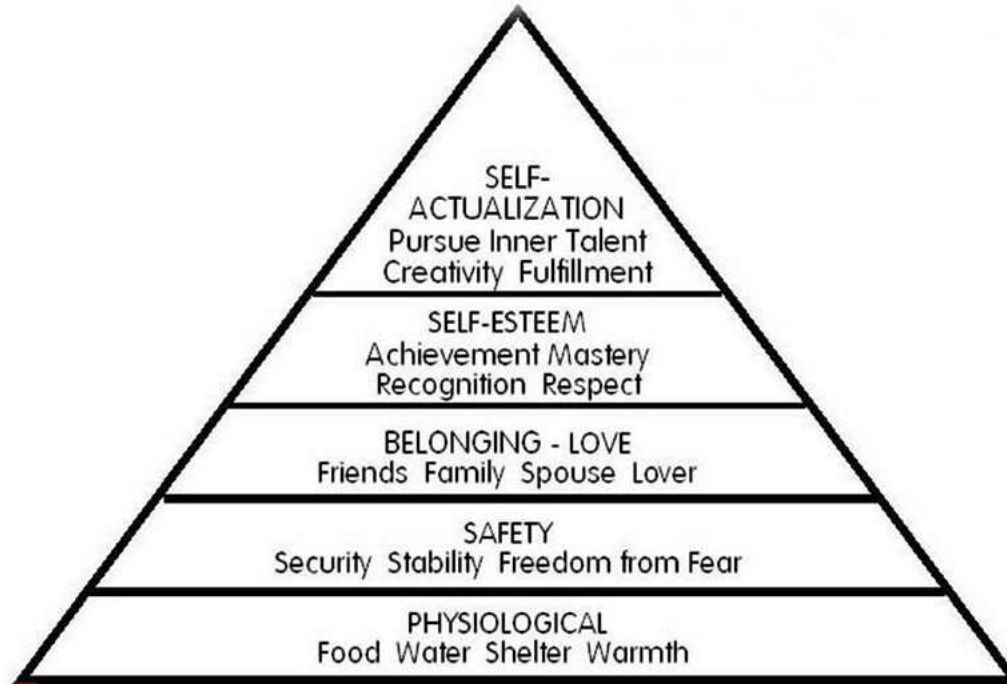 SELF-
ACTUALIZATION
Pursue Inner Talent
Creativity Fulfillment
SELF-ESTEEM
Achievement Mastery
Recognition Respect
BELONGING - LOVE
Friends Family Spouse Lover
SAFETY
Security Stability Freedom from Fear
PHYSIOLOGICAL
Food Water Shelter Warmth